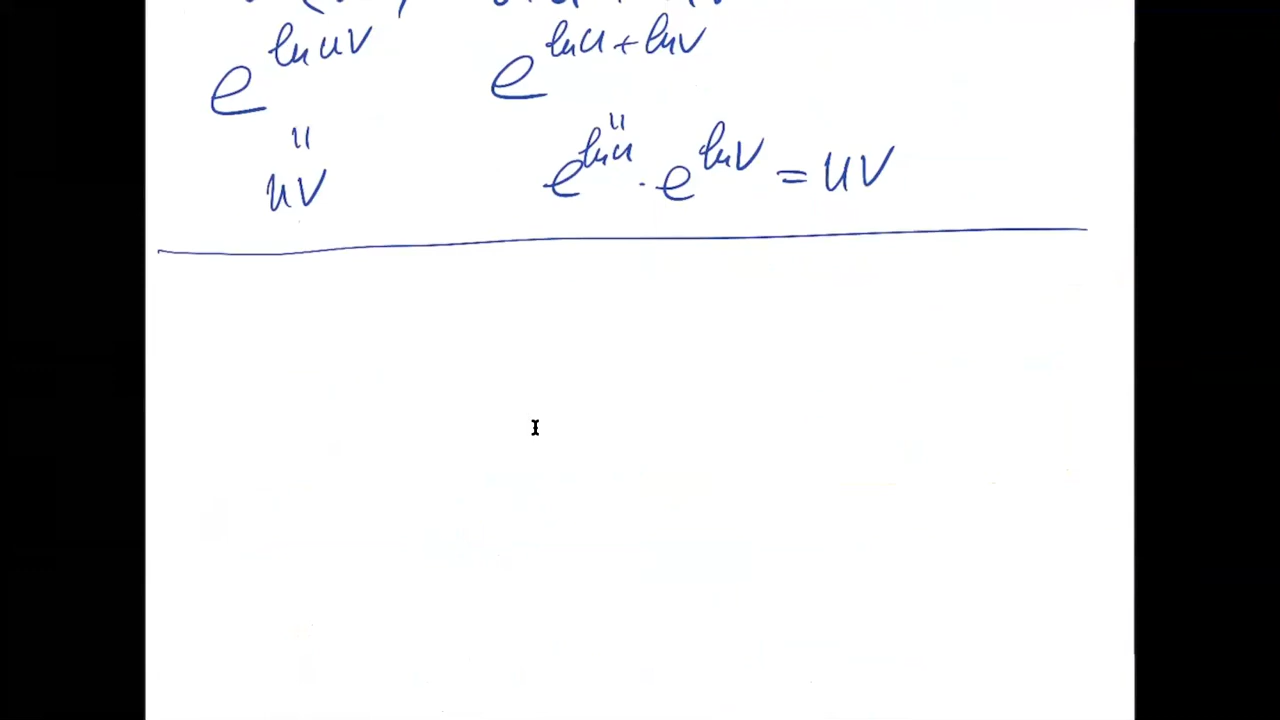 e^{ln uv} e^{ln u + ln v}
"
uv
"
e^{ln u} · e^{ln v} = uv